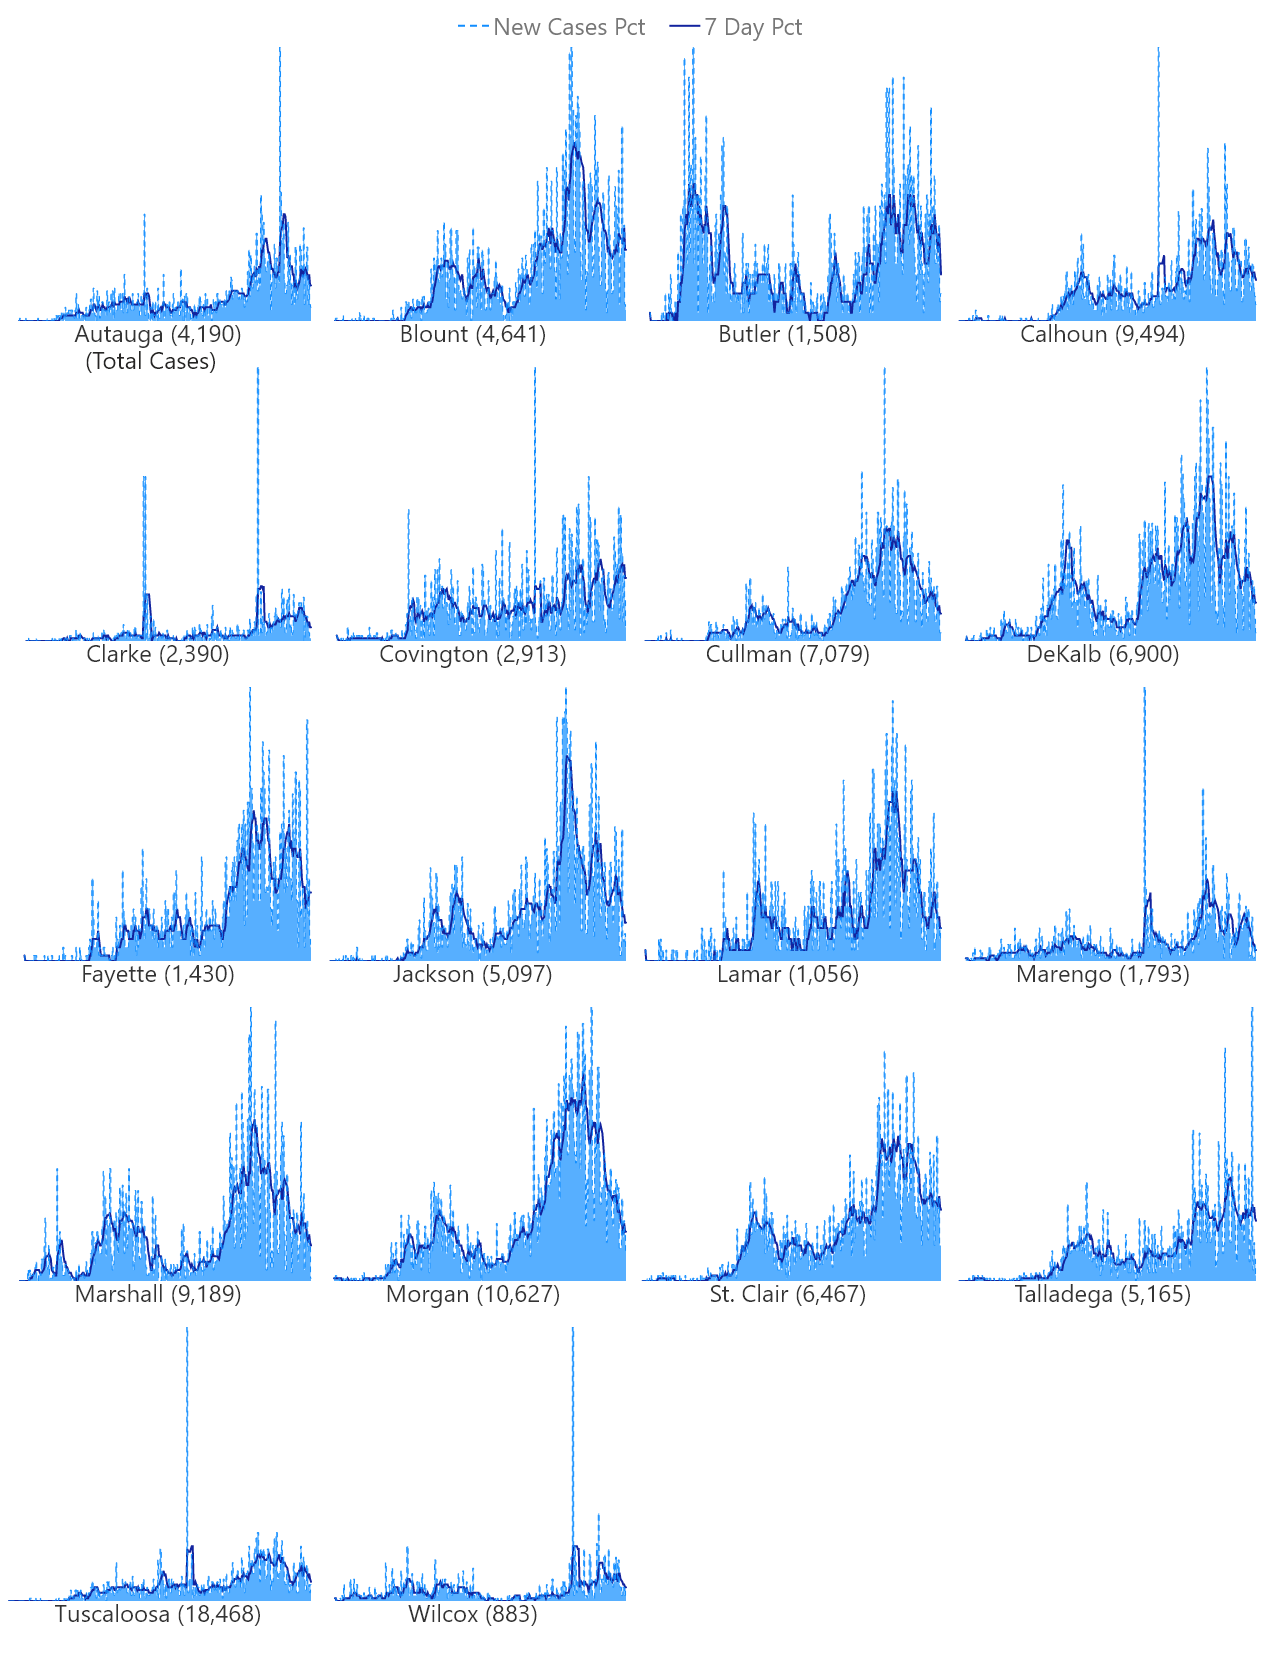 New Cases Pct 7 Day Pct
Autauga (4,190) Blount (4,641) Butler (1,508) Calhoun (9,494)
(Total Cases)
Clarke (2,390) Covington (2,913) Cullman (7,079) DeKalb (6,900)
Fayette (1,430) Jackson (5,097) Lamar (1,056) Marengo (1,793)
Marshall (9,189) Morgan (10,627) St. Clair (6,467) Talladega (5,165)
Tuscaloosa (18,468) Wilcox (883)